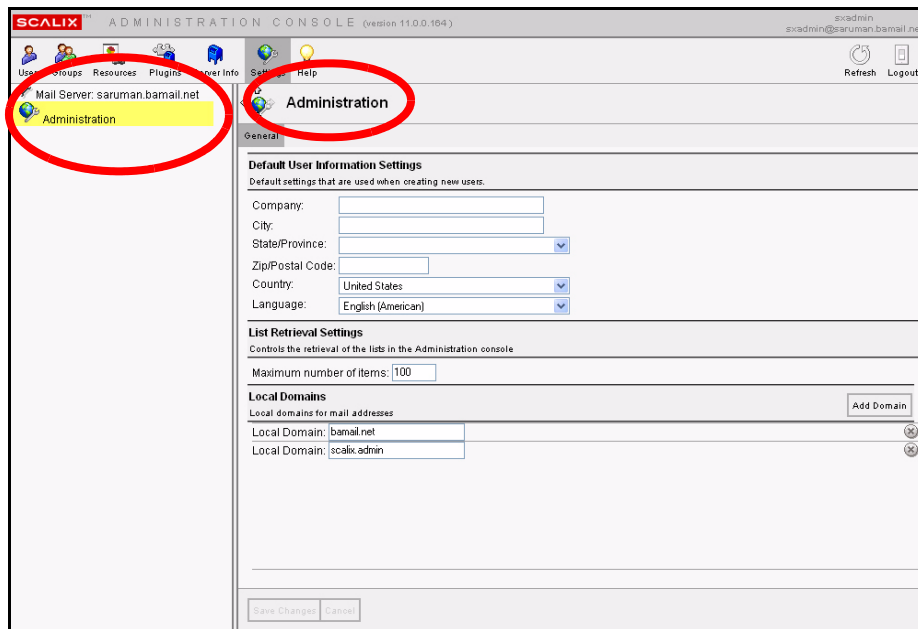 SCALIX™ ADMINISTRATION CONSOLE (version 11.0.0.164)
sxadmin
sxadmin@saruman.bamail.ne
Users Groups Resources Plugins Server Info Settings Help Refresh Logout
Mail Server: saruman.bamail.net
Administration
Administration
General
Default User Information Settings
Default settings that are used when creating new users.
Company:
City:
State/Province:
Zip/Postal Code:
Country: United States
Language: English (American)
List Retrieval Settings
Controls the retrieval of the lists in the Administration console
Maximum number of items: 100
Local Domains
Local domains for mail addresses
Add Domain
Local Domain: bamail.net
Local Domain: scalix.admin
Save Changes Cancel